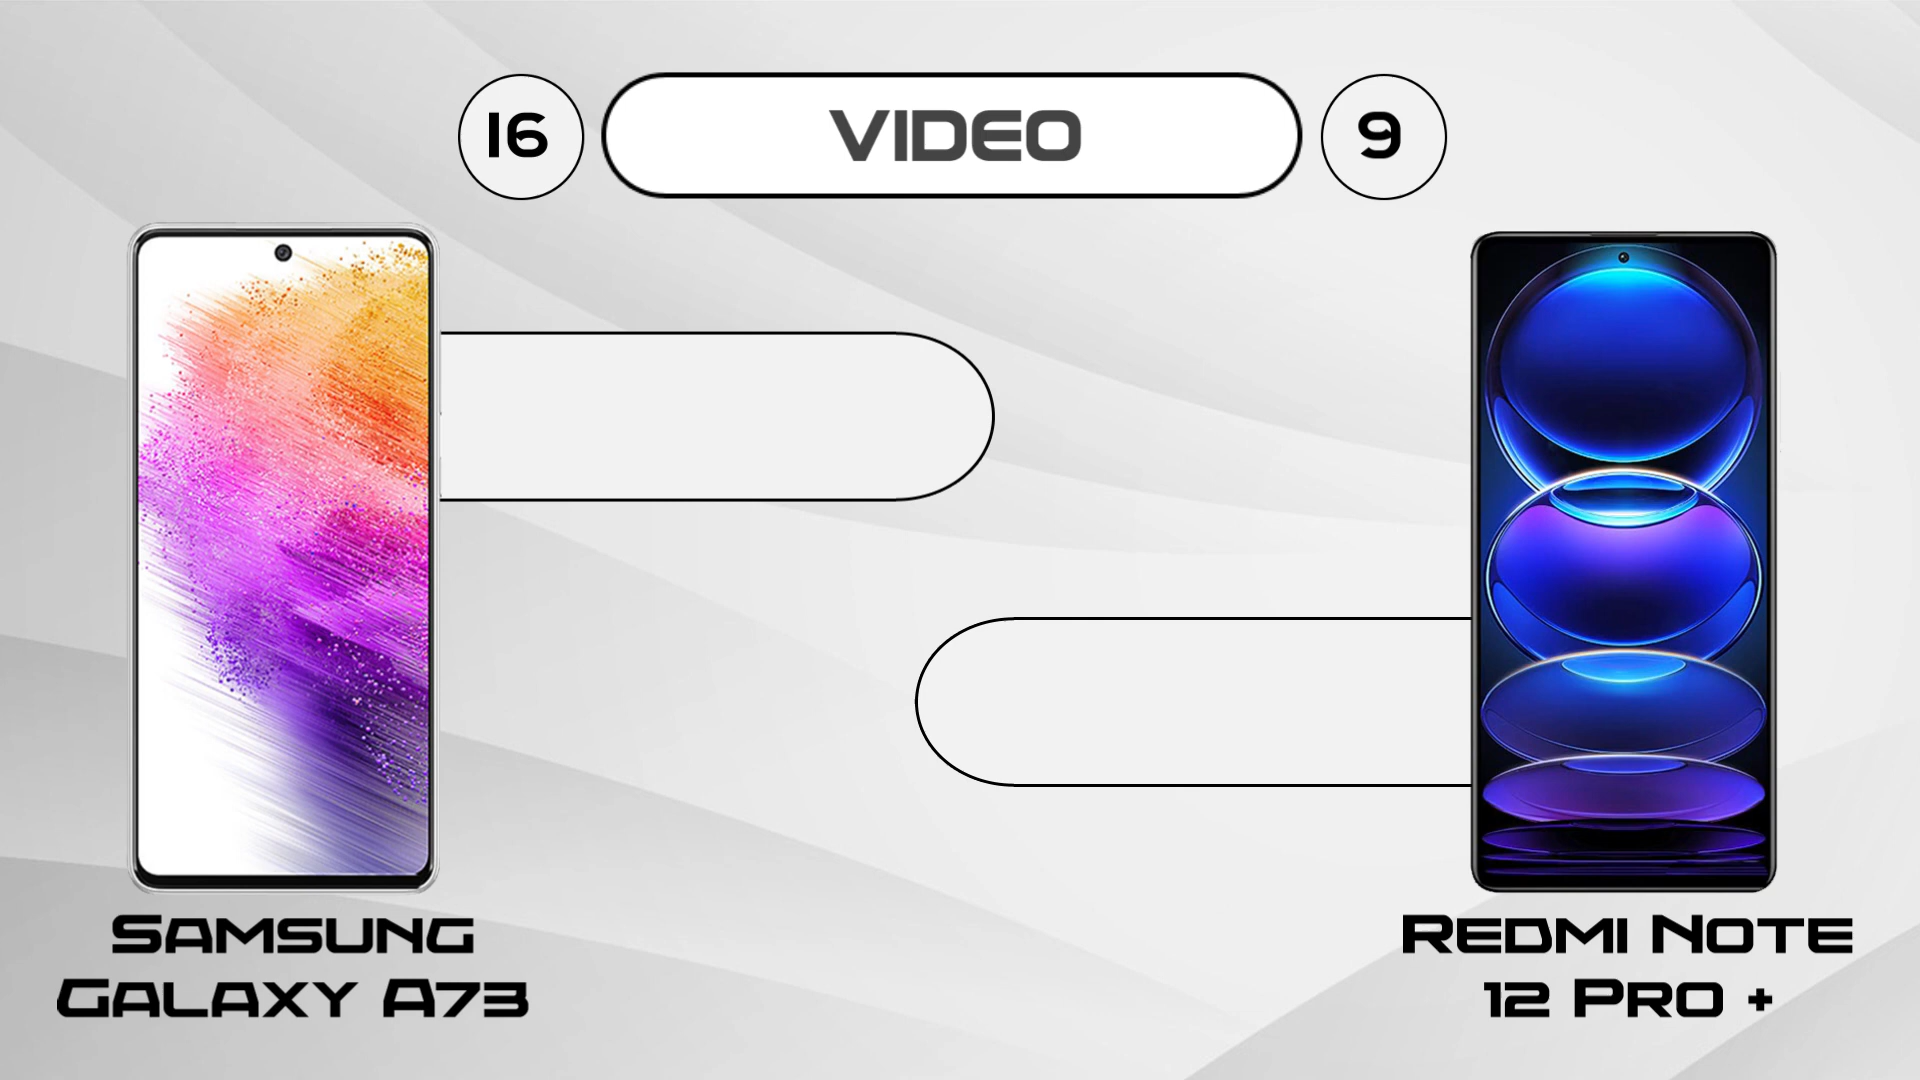 16
VIDEO
9
SAMSUNG
GALAXY A73
REDMI NOTE
12 PRO +